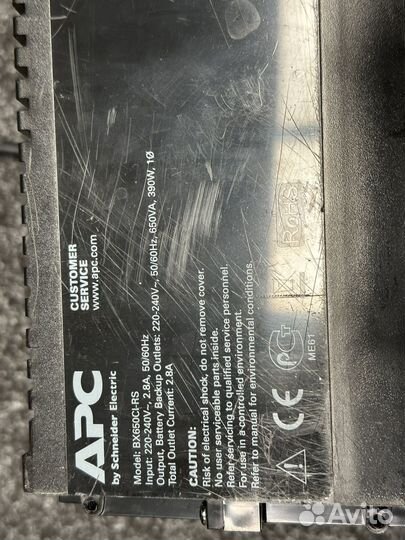 APC
by Schneider Electric
CUSTOMER
SERVICE
www.apc.com
Model: BX650CI-RS
Input: 220-240V~, 2.8A, 50/60Hz
Output, Battery Backup Outlets: 220-240V~, 50/60Hz, 650VA, 390W, 1Ø
Total Outlet Current: 2.8A
CAUTION:
Risk of electrical shock, do not remove cover.
No user serviceable parts inside.
Refer servicing to qualified service personnel.
For use in a controlled environment.
Refer to manual for environmental conditions.
CE
PCT
ME61
RoHS
Avito